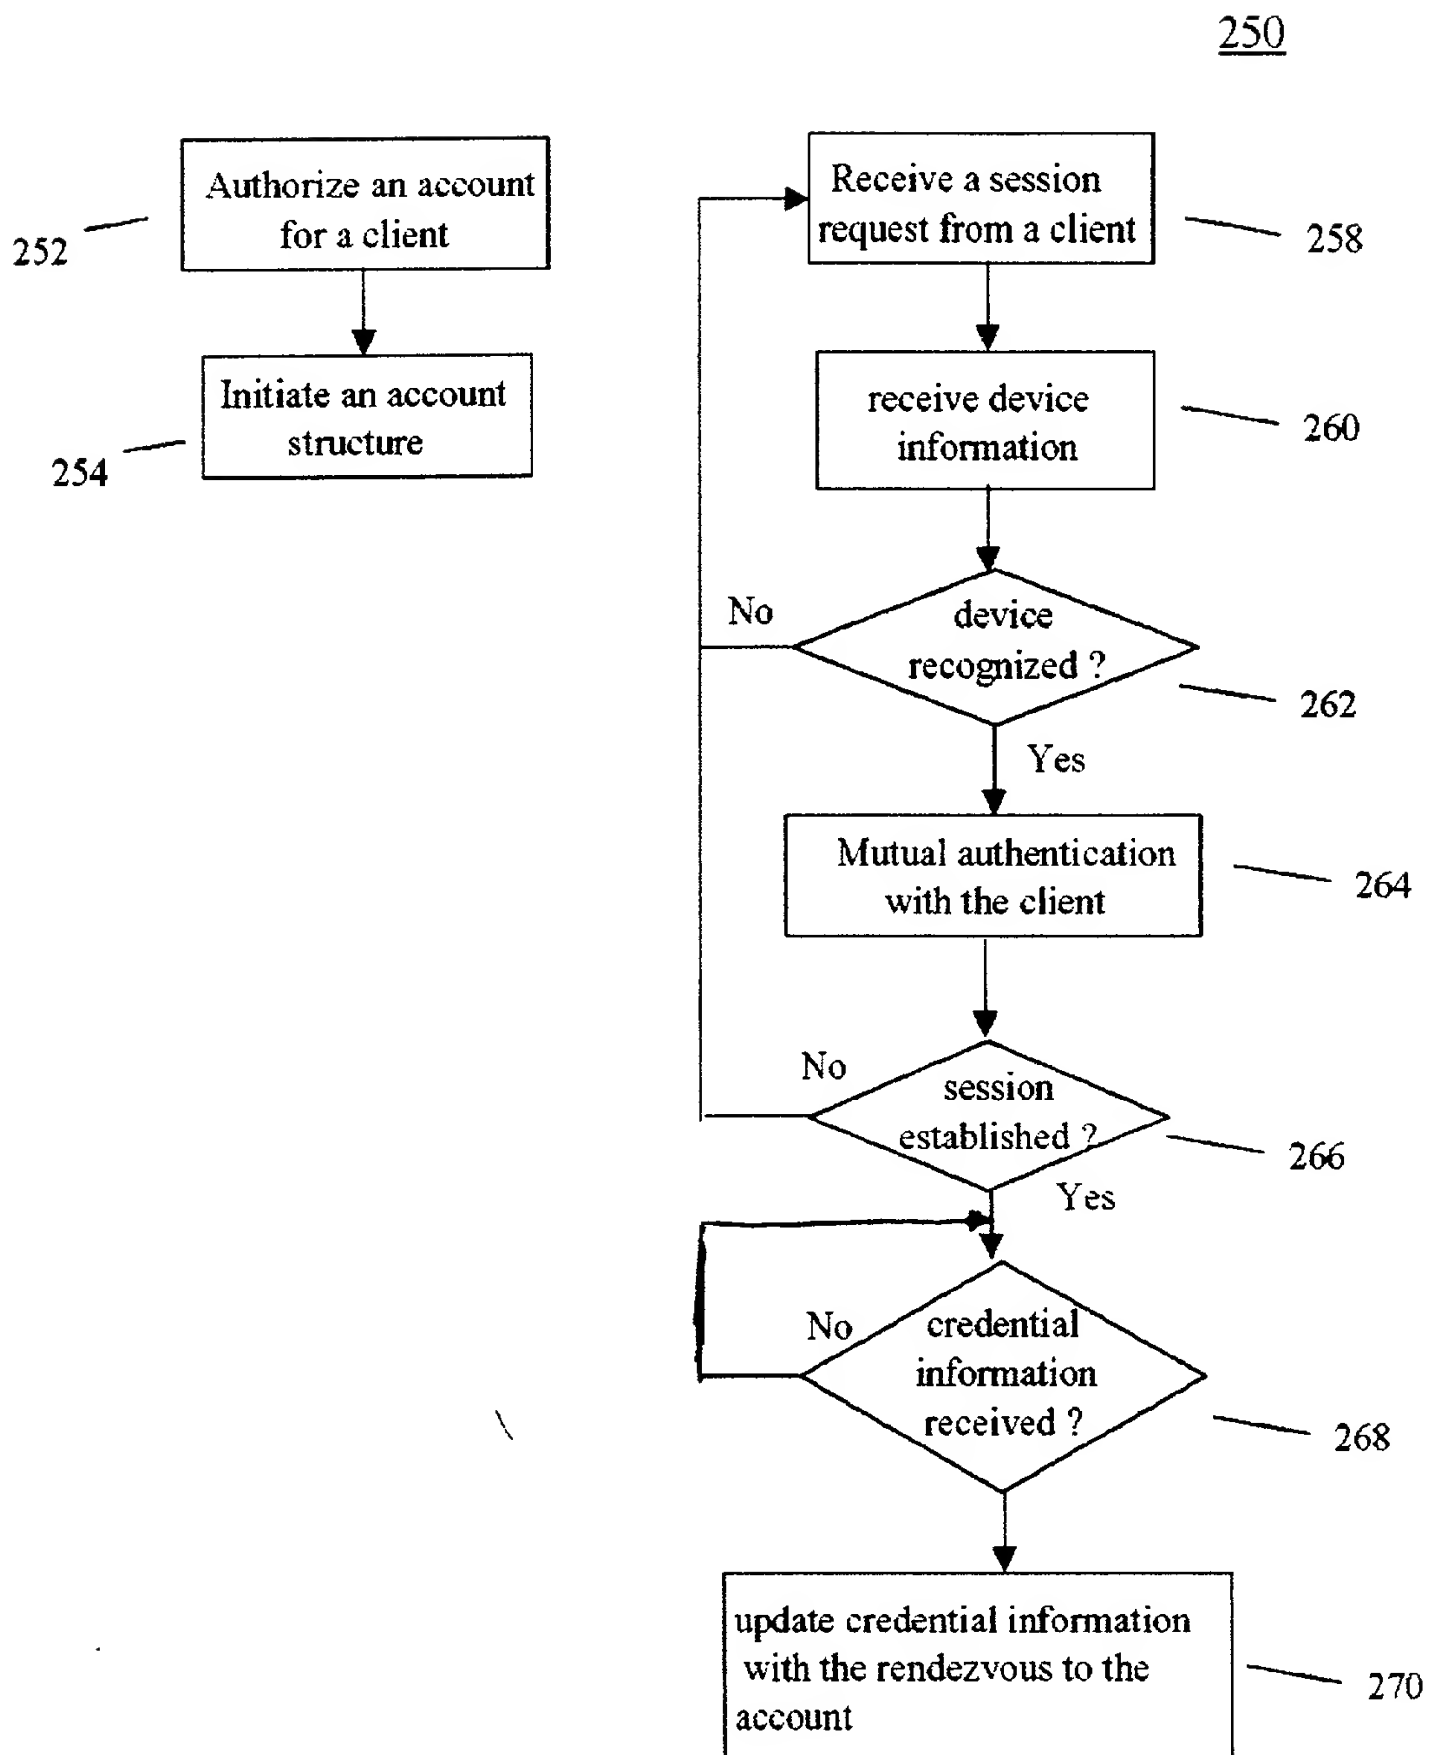 250
Authorize an account
for a client
252
Initiate an account
structure
254
Receive a session
request from a client
258
receive device
information
260
No
device
recognized ?
262
Yes
Mutual authentication
with the client
264
No
session
established ?
266
Yes
No
credential
information
received ?
268
update credential information
with the rendezvous to the
account
270